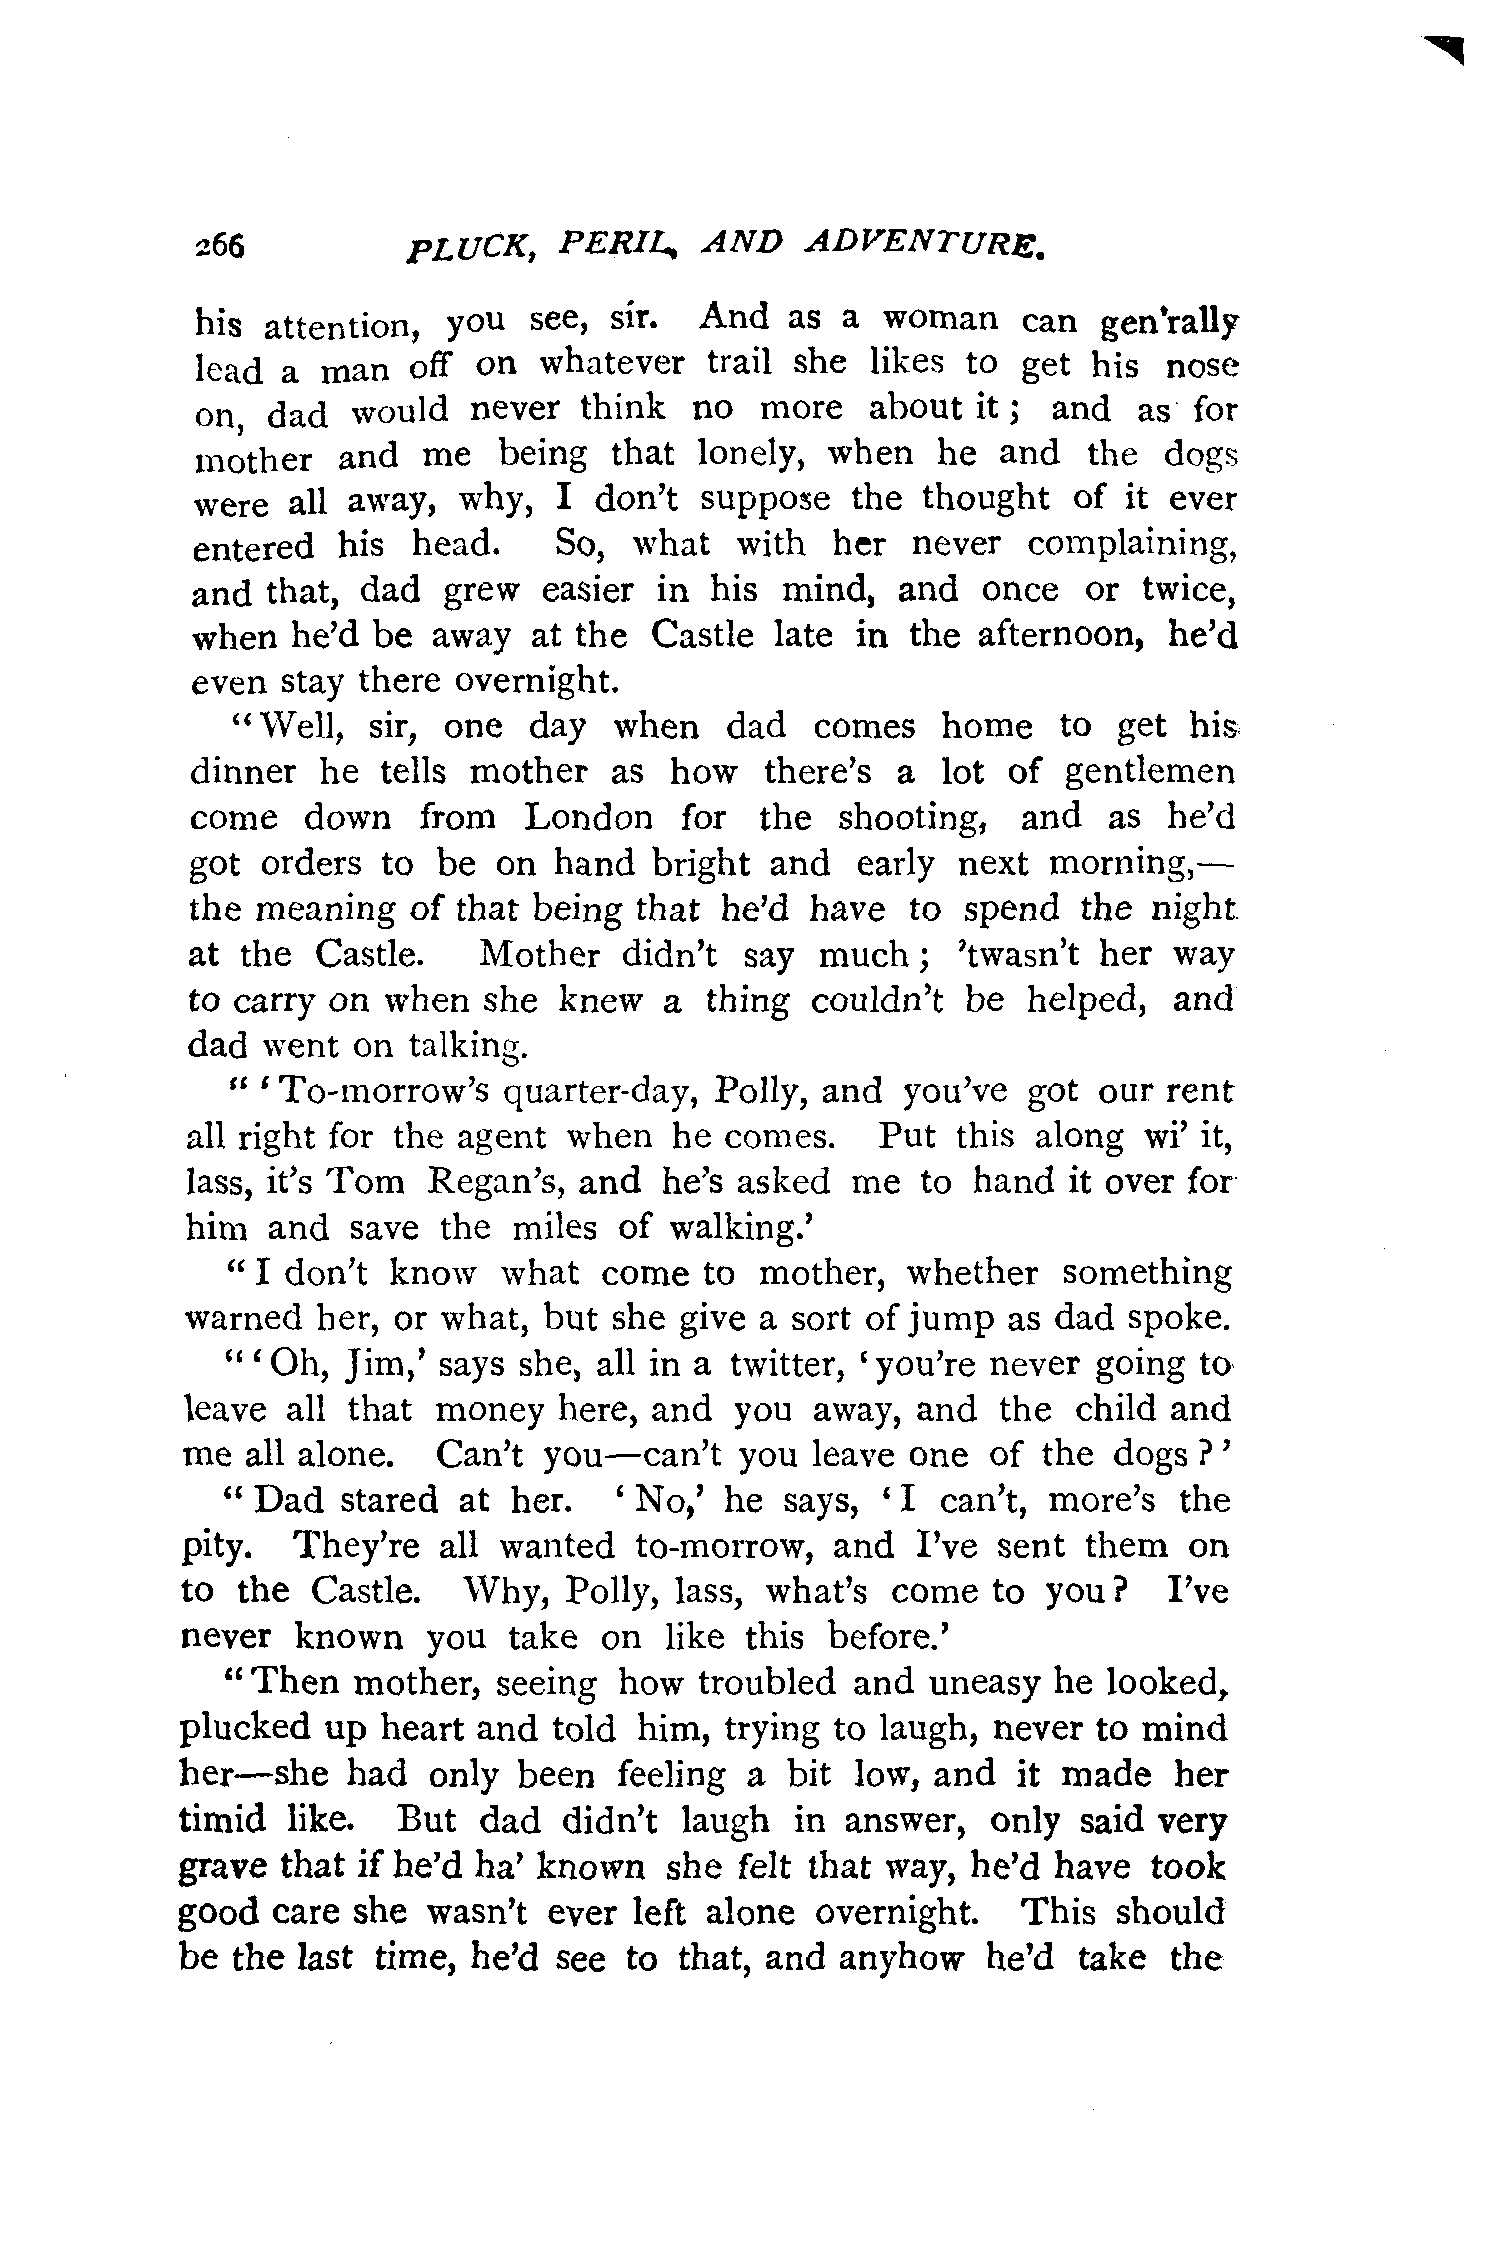 266 PLUCK, PERIL, AND ADVENTURE.
his attention, you see, sir. And as a woman can gen'rally
lead a man off on whatever trail she likes to get his nose
on, dad would never think no more about it; and as for
mother and me being that lonely, when he and the dogs
were all away, why, I don't suppose the thought of it ever
entered his head. So, what with her never complaining,
and that, dad grew easier in his mind, and once or twice,
when he'd be away at the Castle late in the afternoon, he'd
even stay there overnight.
"Well, sir, one day when dad comes home to get his
dinner he tells mother as how there's a lot of gentlemen
come down from London for the shooting, and as he'd
got orders to be on hand bright and early next morning,—
the meaning of that being that he'd have to spend the night
at the Castle. Mother didn't say much; 'twasn't her way
to carry on when she knew a thing couldn't be helped, and
dad went on talking.
"'To-morrow's quarter-day, Polly, and you've got our rent
all right for the agent when he comes. Put this along wi' it,
lass, it's Tom Regan's, and he's asked me to hand it over for
him and save the miles of walking.'
"I don't know what come to mother, whether something
warned her, or what, but she give a sort of jump as dad spoke.
"'Oh, Jim,' says she, all in a twitter, 'you're never going to
leave all that money here, and you away, and the child and
me all alone. Can't you—can't you leave one of the dogs?'
"Dad stared at her. 'No,' he says, 'I can't, more's the
pity. They're all wanted to-morrow, and I've sent them on
to the Castle. Why, Polly, lass, what's come to you? I've
never known you take on like this before.'
"Then mother, seeing how troubled and uneasy he looked,
plucked up heart and told him, trying to laugh, never to mind
her—she had only been feeling a bit low, and it made her
timid like. But dad didn't laugh in answer, only said very
grave that if he'd ha' known she felt that way, he'd have took
good care she wasn't ever left alone overnight. This should
be the last time, he'd see to that, and anyhow he'd take the